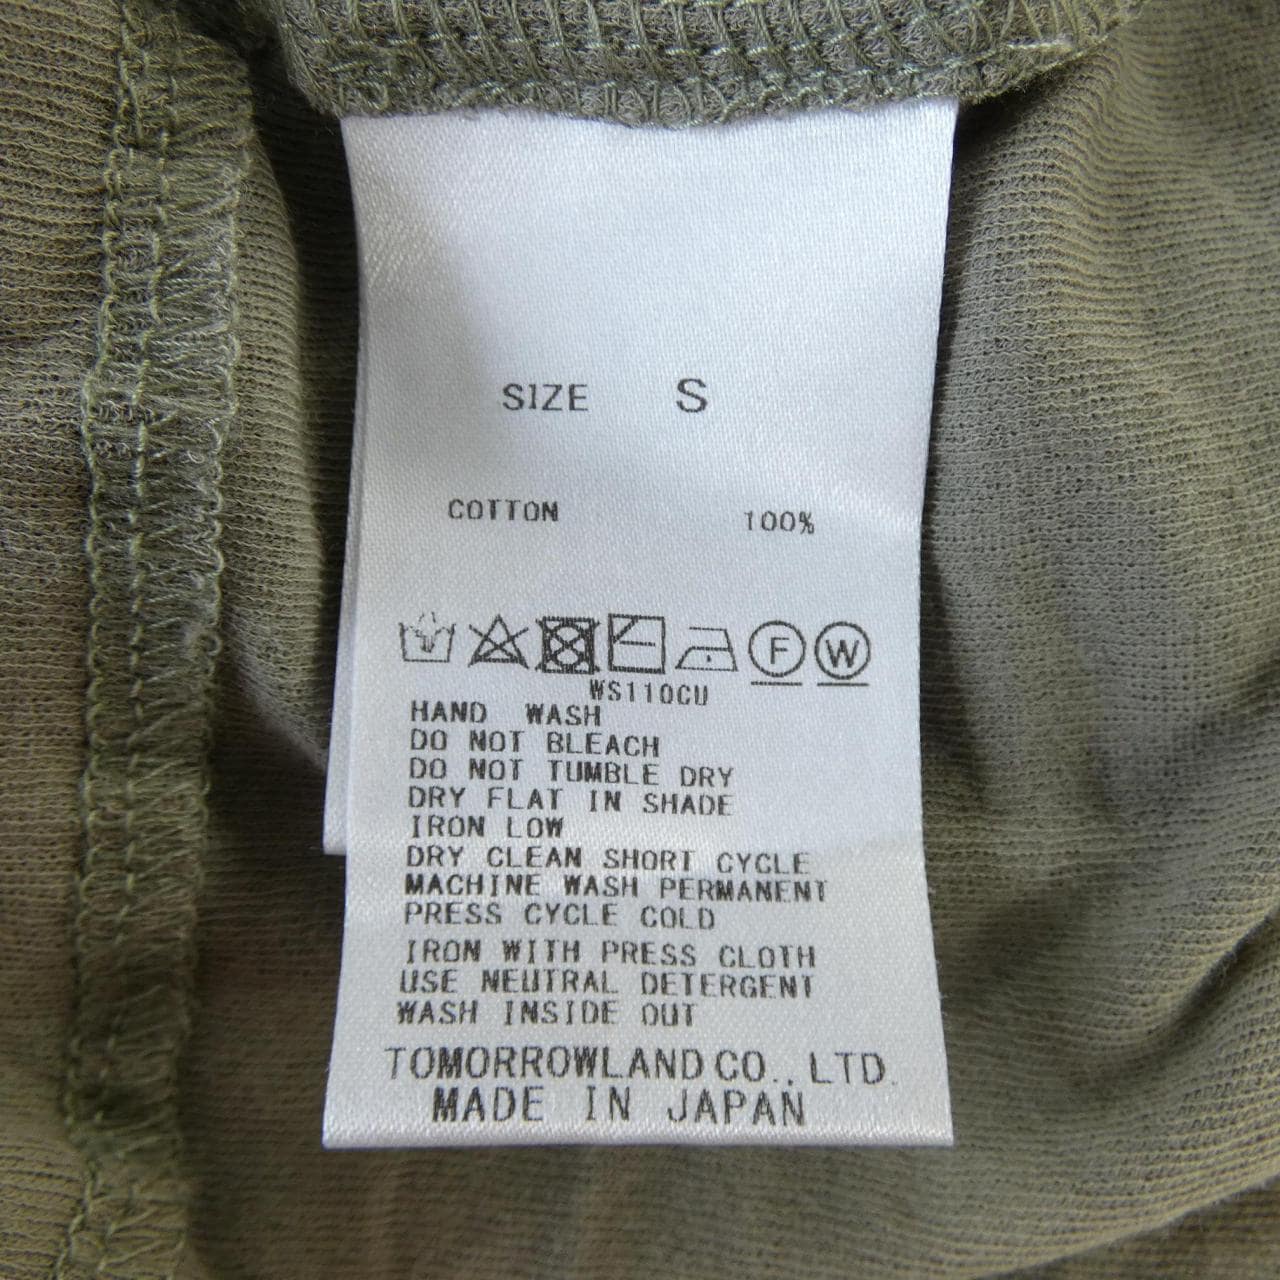 SIZE S
COTTON 100%
F W
WS110CU
HAND WASH
DO NOT BLEACH
DO NOT TUMBLE DRY
DRY FLAT IN SHADE
IRON LOW
DRY CLEAN SHORT CYCLE
MACHINE WASH PERMANENT
PRESS CYCLE COLD
IRON WITH PRESS CLOTH
USE NEUTRAL DETERGENT
WASH INSIDE OUT
TOMORROWLAND CO., LTD.
MADE IN JAPAN